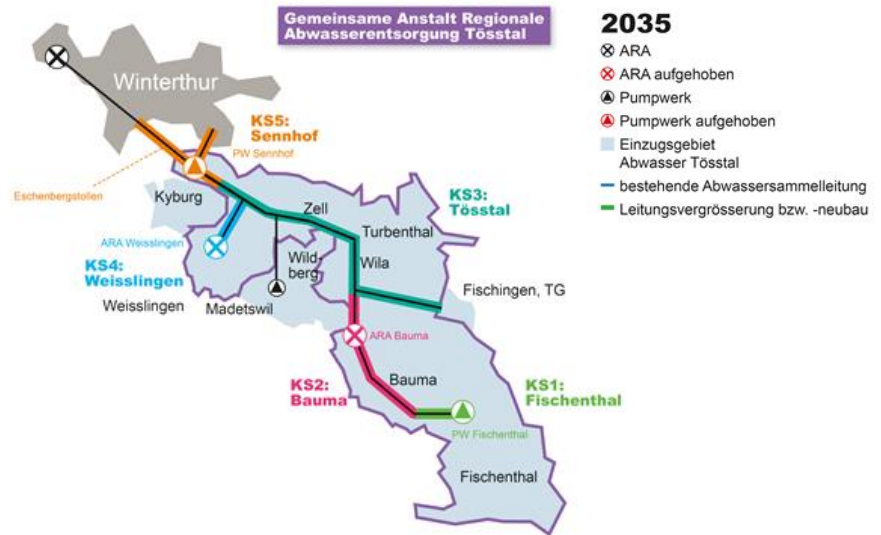 Gemeinsame Anstalt Regionale
Abwasserentsorgung Tösstal
2035
ARA
ARA aufgehoben
Pumpwerk
Pumpwerk aufgehoben
Einzugsgebiet
Abwasser Tösstal
bestehende Abwassersammelleitung
Leitungsvergrösserung bzw. -neubau
Winterthur
KS5:
Sennhof
PW Sennhof
Eschenbergstollen
Kyburg
Zell
KS3:
Tösstal
Turbenthal
ARA Weisslingen
Wild-
berg
Wila
KS4:
Weisslingen
Weisslingen
Madetswil
Fischingen, TG
ARA Bauma
KS2:
Bauma
Bauma
KS1:
Fischenthal
PW Fischenthal
Fischenthal